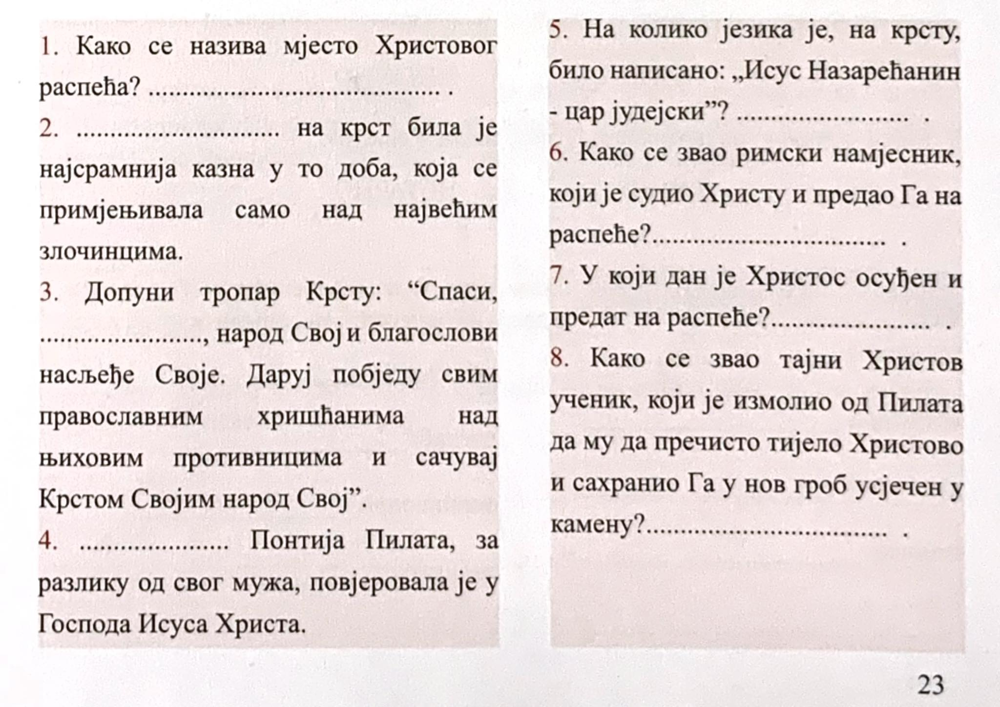 1. Како се назива мјесто Христовог
распећа? ........................................... .
2. .............................. на крст била је
најсрамнија казна у то доба, која се
примјењивала само над највећим
злочинцима.
3. Допуни тропар Крсту: “Спаси,
........................, народ Свој и благослови
насљеђе Своје. Даруј побједу свим
православним хришћанима над
њиховим противницима и сачувај
Крстом Својим народ Свој”.
4. ...................... Понтија Пилата, за
разлику од свог мужа, повјеровала је у
Господа Исуса Христа.
5. На колико језика је, на крсту,
било написано: „Исус Назарећанин
- цар јудејски”? ......................... .
6. Како се звао римски намјесник,
који је судио Христу и предао Га на
распеће?.................................. .
7. У који дан је Христос осуђен и
предат на распеће?....................... .
8. Како се звао тајни Христов
ученик, који је измолио од Пилата
да му да пречисто тијело Христово
и сахранио Га у нов гроб усјечен у
камену?................................... .
23